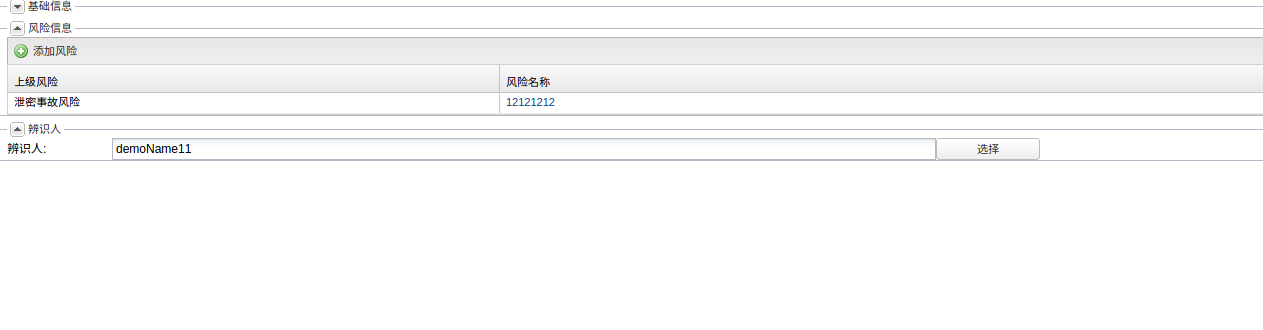 基础信息
风险信息
添加风险
上级风险 风险名称
泄密事故风险 12121212
辨识人
辨识人: demoName11 选择